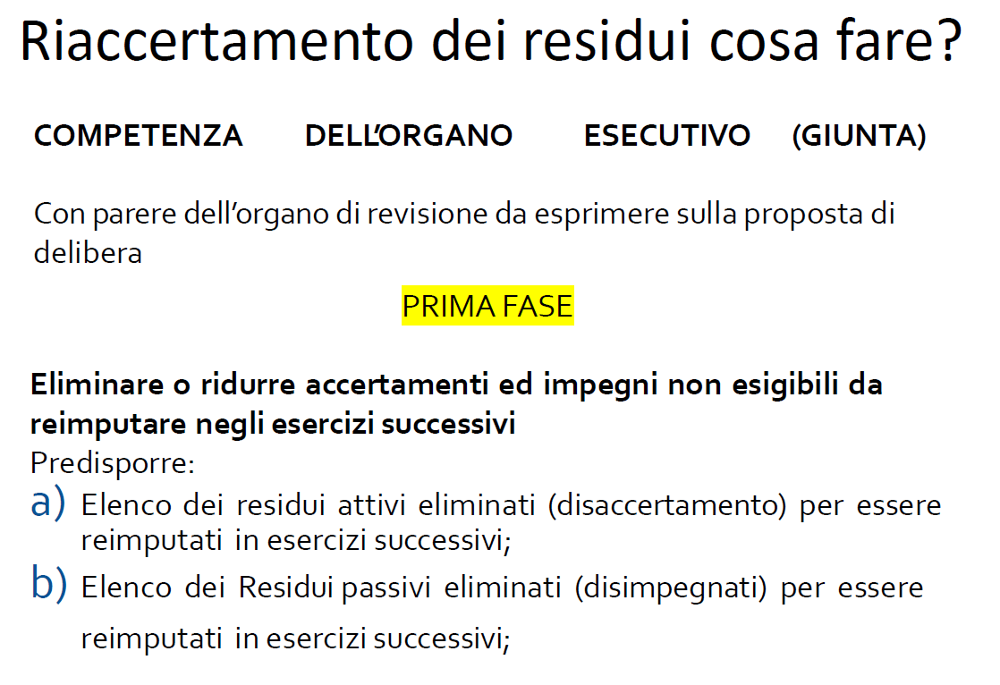 Riaccertamento dei residui cosa fare?
COMPETENZA DELL'ORGANO ESECUTIVO (GIUNTA)
Con parere dell'organo di revisione da esprimere sulla proposta di
delibera
PRIMA FASE
Eliminare o ridurre accertamenti ed impegni non esigibili da
reimputare negli esercizi successivi
Predisporre:
a) Elenco dei residui attivi eliminati (disaccertamento) per essere
reimputati in esercizi successivi;
b) Elenco dei Residui passivi eliminati (disimpegnati) per essere
reimputati in esercizi successivi;